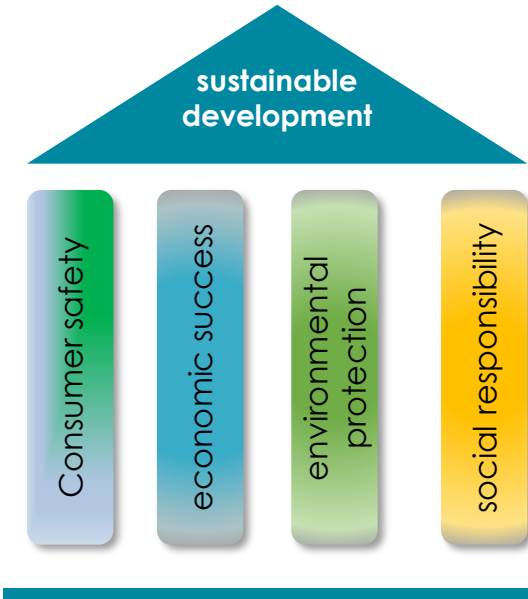 sustainable
development
Consumer safety
economic success
environmental
protection
social responsibility